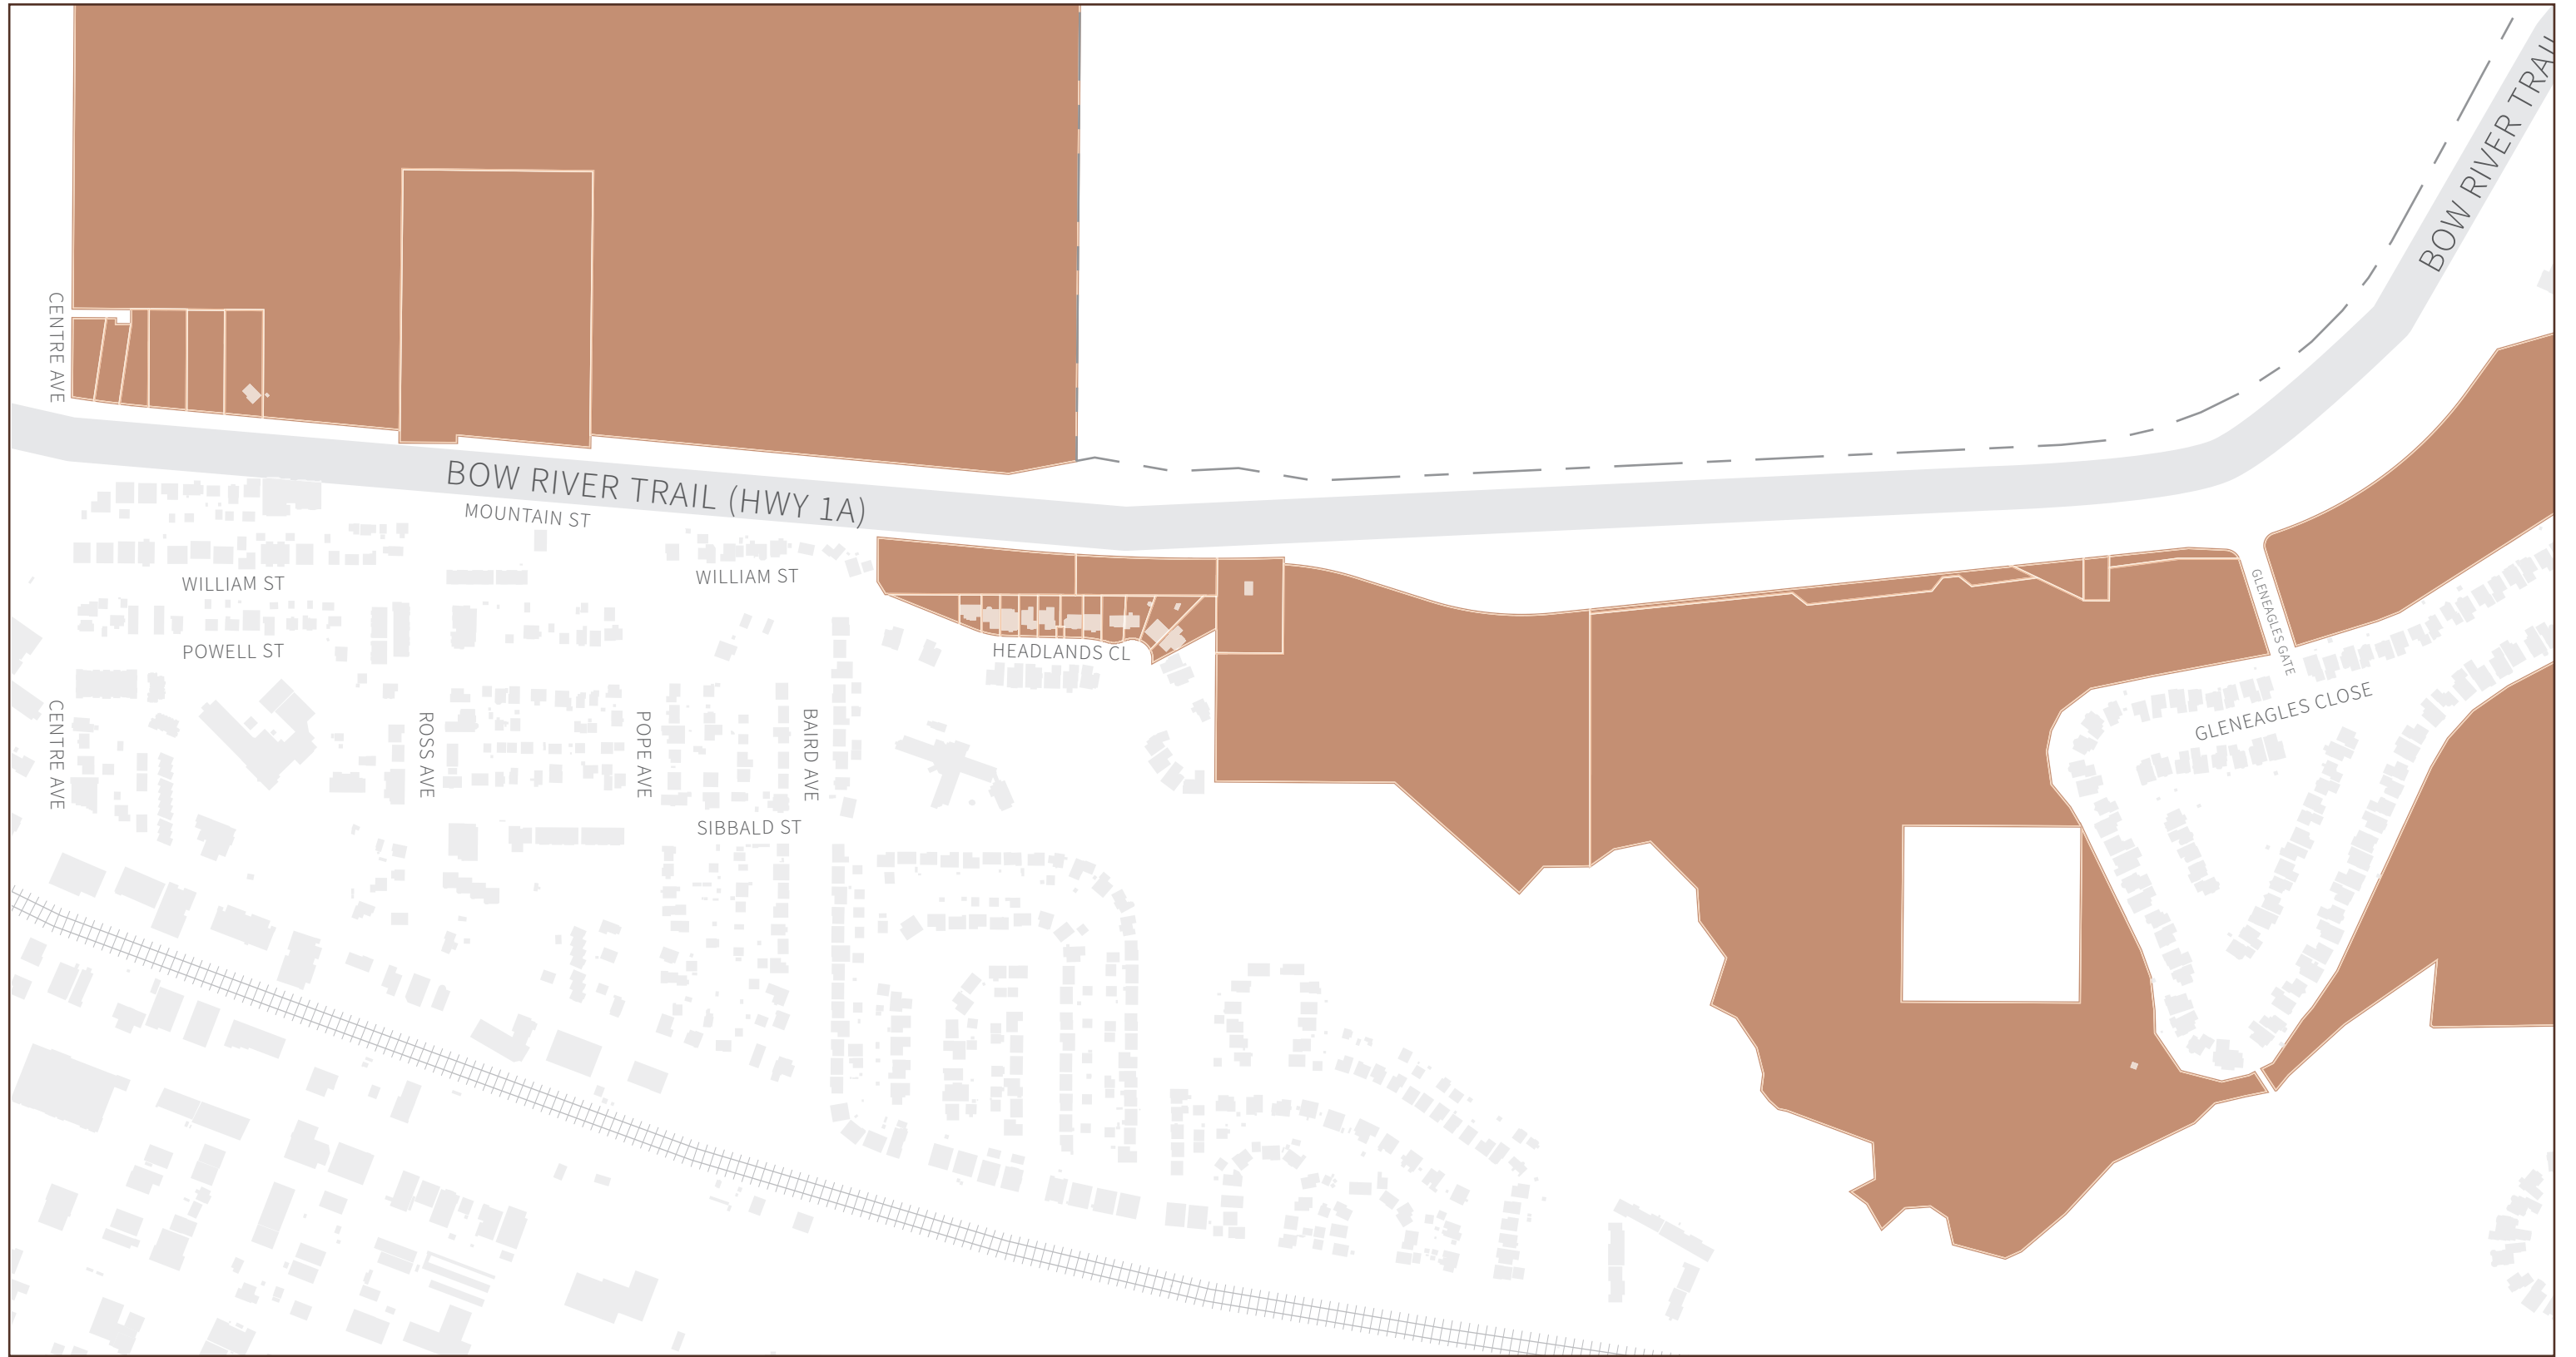 BOW RIVER TRAIL
CENTRE AVE
BOW RIVER TRAIL (HWY 1A)
MOUNTAIN ST
WILLIAM ST
WILLIAM ST
GLENEAGLES GATE
POWELL ST
HEADLANDS CL
GLENEAGLES CLOSE
CENTRE AVE
ROSS AVE
POPE AVE
BAIRD AVE
SIBBALD ST